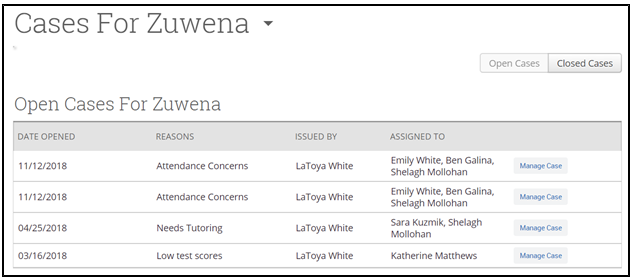 Cases For Zuwena
Open Cases Closed Cases
Open Cases For Zuwena
DATE OPENED REASONS ISSUED BY ASSIGNED TO
11/12/2018 Attendance Concerns LaToya White Emily White, Ben Galina, Manage Case
Shelagh Mollohan
11/12/2018 Attendance Concerns LaToya White Emily White, Ben Galina, Manage Case
Shelagh Mollohan
04/25/2018 Needs Tutoring LaToya White Sara Kuzmik, Shelagh Manage Case
Mollohan
03/16/2018 Low test scores LaToya White Katherine Matthews Manage Case